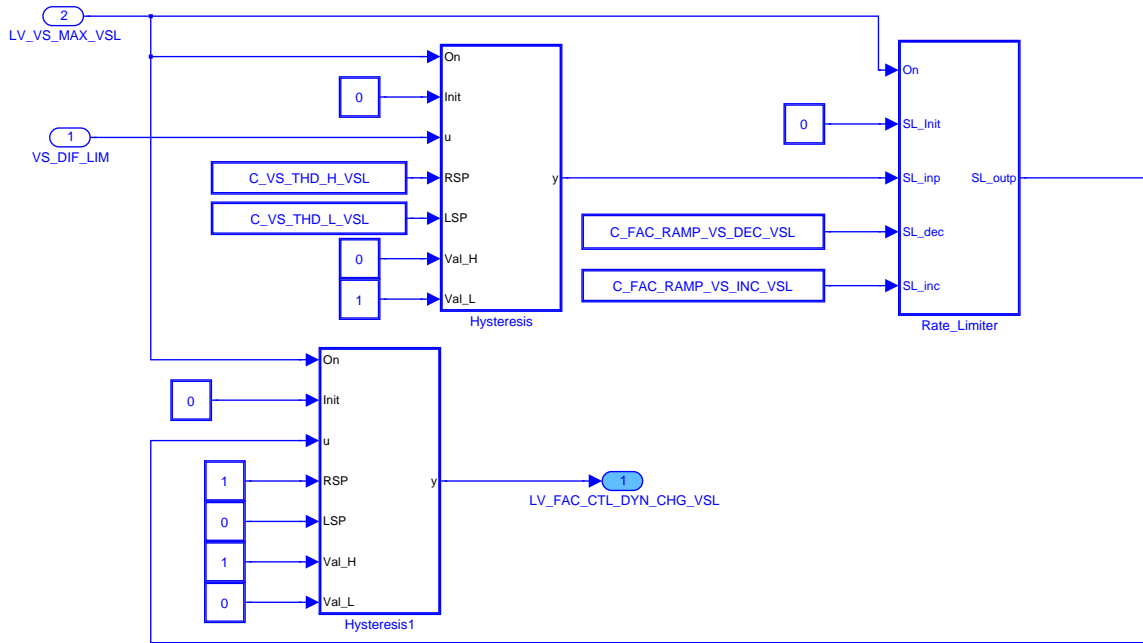 2
LV_VS_MAX_VSL
On
0
Init
1
VS_DIF_LIM
u
C_VS_THD_H_VSL
RSP
y
C_VS_THD_L_VSL
LSP
0
Val_H
1
Val_L
Hysteresis
On
0
SL_Init
SL_inp
SL_outp
C_FAC_RAMP_VS_DEC_VSL
SL_dec
C_FAC_RAMP_VS_INC_VSL
SL_inc
Rate_Limiter
On
0
Init
u
1
RSP
y
0
LSP
1
Val_H
0
Val_L
Hysteresis1
1
LV_FAC_CTL_DYN_CHG_VSL